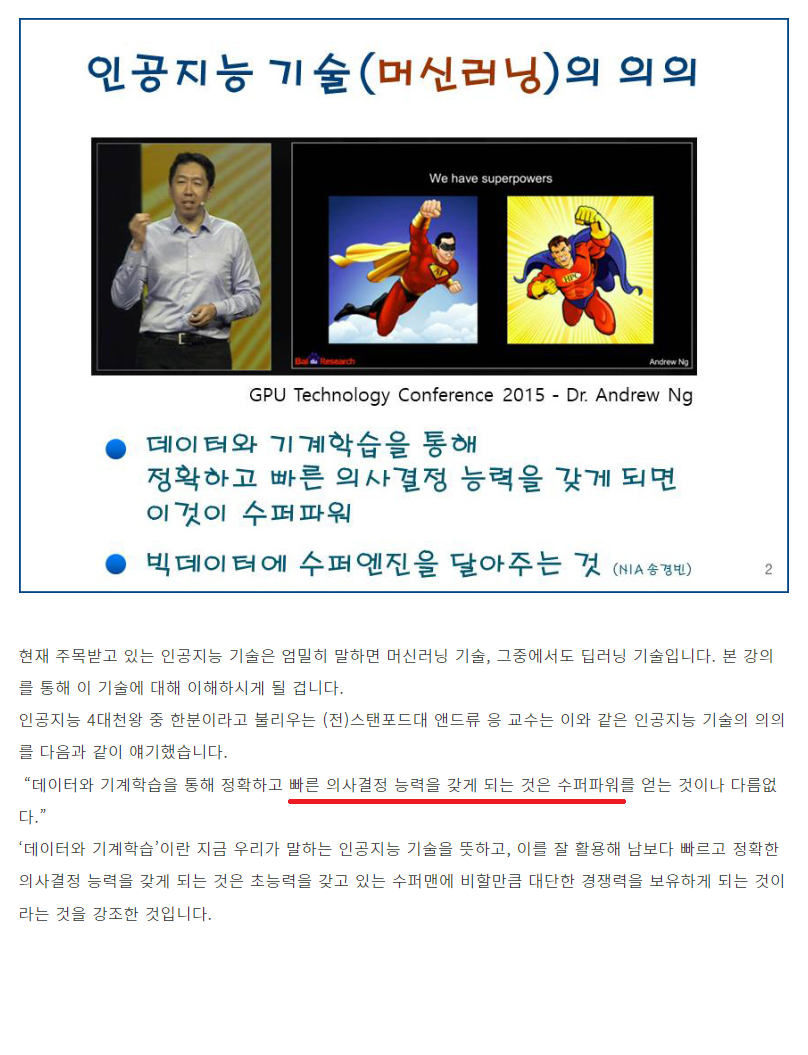 인공지능 기술(머신러닝)의 의의
We have superpowers
HPC
Bai du Research
Andrew Ng
GPU Technology Conference 2015 - Dr. Andrew Ng
데이터와 기계학습을 통해
정확하고 빠른 의사결정 능력을 갖게 되면
이것이 수퍼파워
빅데이터에 수퍼엔진을 달아주는 것 (NIA 송경빈)
2
현재 주목받고 있는 인공지능 기술은 엄밀히 말하면 머신러닝 기술, 그중에서도 딥러닝 기술입니다. 본 강의
를 통해 이 기술에 대해 이해하시게 될 겁니다.
인공지능 4대천왕 중 한분이라고 불리우는 (전)스탠포드대 앤드류 응 교수는 이와 같은 인공지능 기술의 의의
를 다음과 같이 얘기했습니다.
“데이터와 기계학습을 통해 정확하고 빠른 의사결정 능력을 갖게 되는 것은 수퍼파워를 얻는 것이나 다름없
다.”
‘데이터와 기계학습’이란 지금 우리가 말하는 인공지능 기술을 뜻하고, 이를 잘 활용해 남보다 빠르고 정확한
의사결정 능력을 갖게 되는 것은 초능력을 갖고 있는 수퍼맨에 비할만큼 대단한 경쟁력을 보유하게 되는 것이
라는 것을 강조한 것입니다.